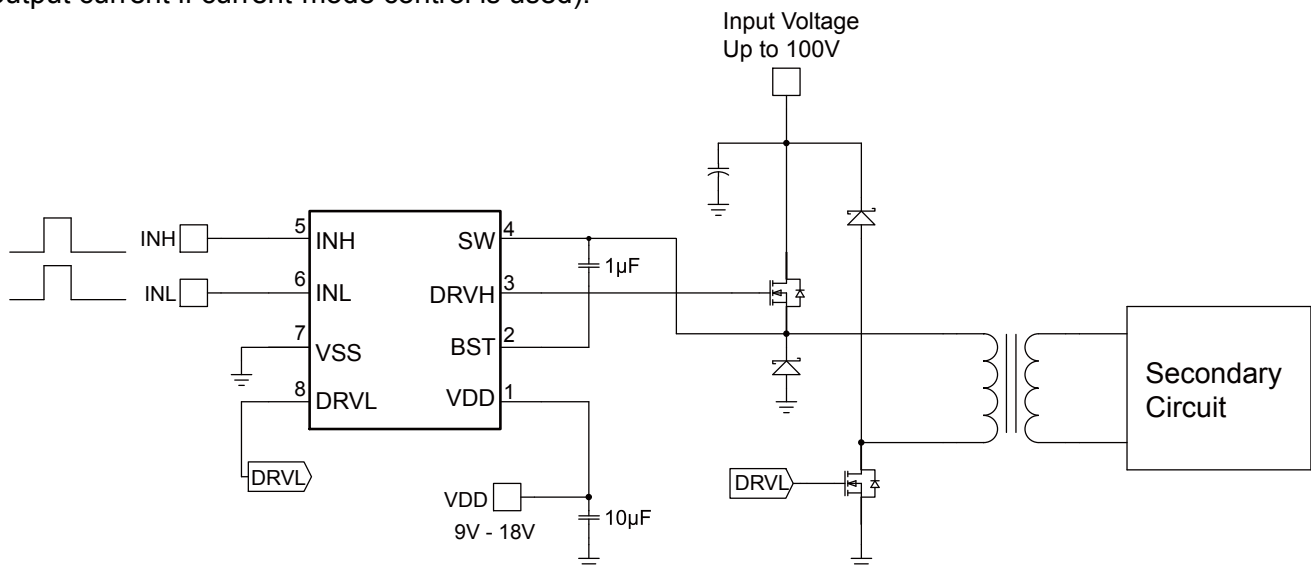 output current if current-mode control is used).
Input Voltage
Up to 100V
5
INH
INH
SW
4
1µF
6
INL
INL
DRVH
3
7
VSS
BST
2
8
DRVL
VDD
1
DRVL
VDD
9V - 18V
10µF
DRVL
Secondary
Circuit